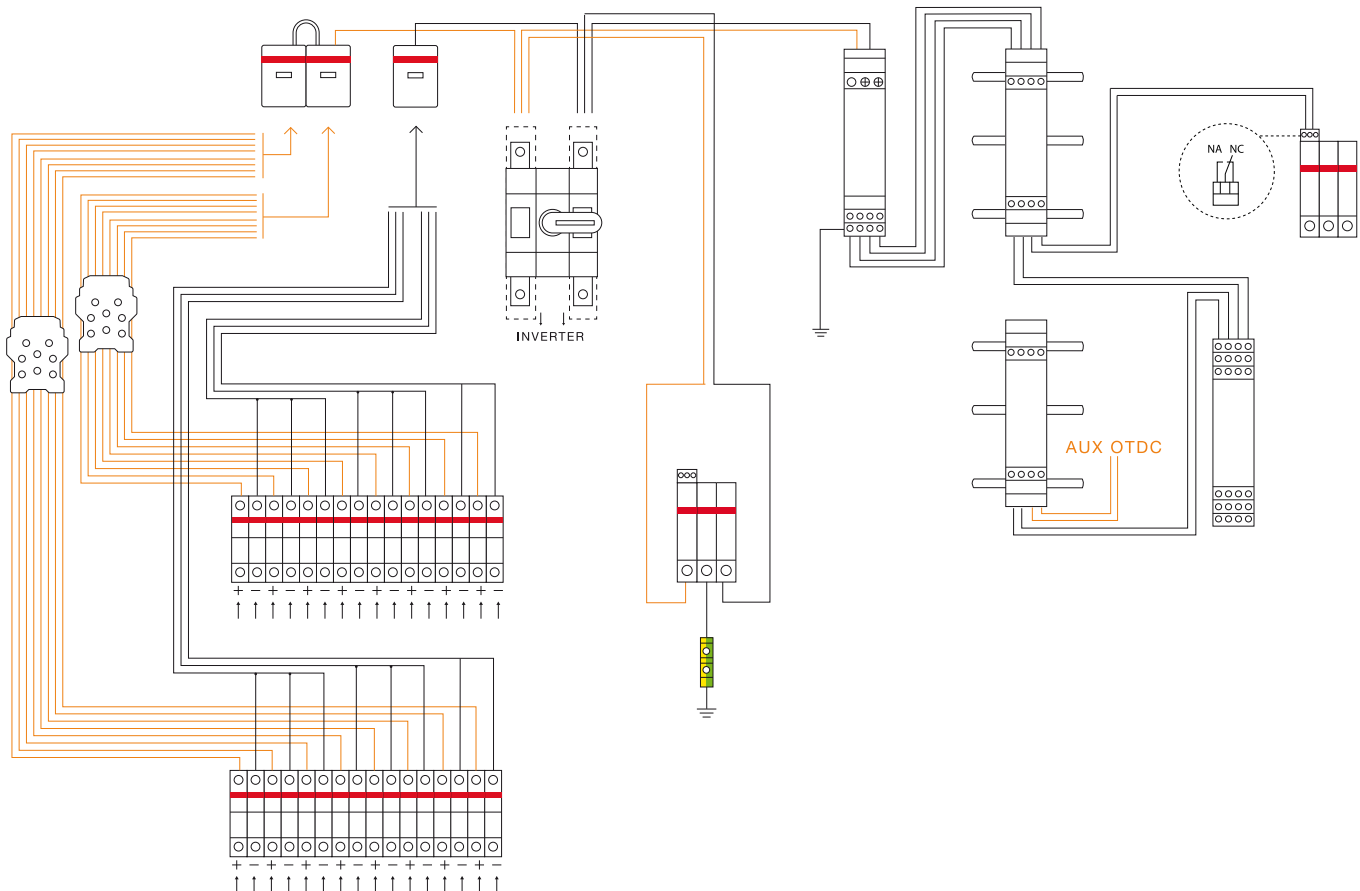 NA NC
INVERTER
AUX OTDC
+ − + − + − + − + − + − + − + −
+ − + − + − + − + − + − + − + −